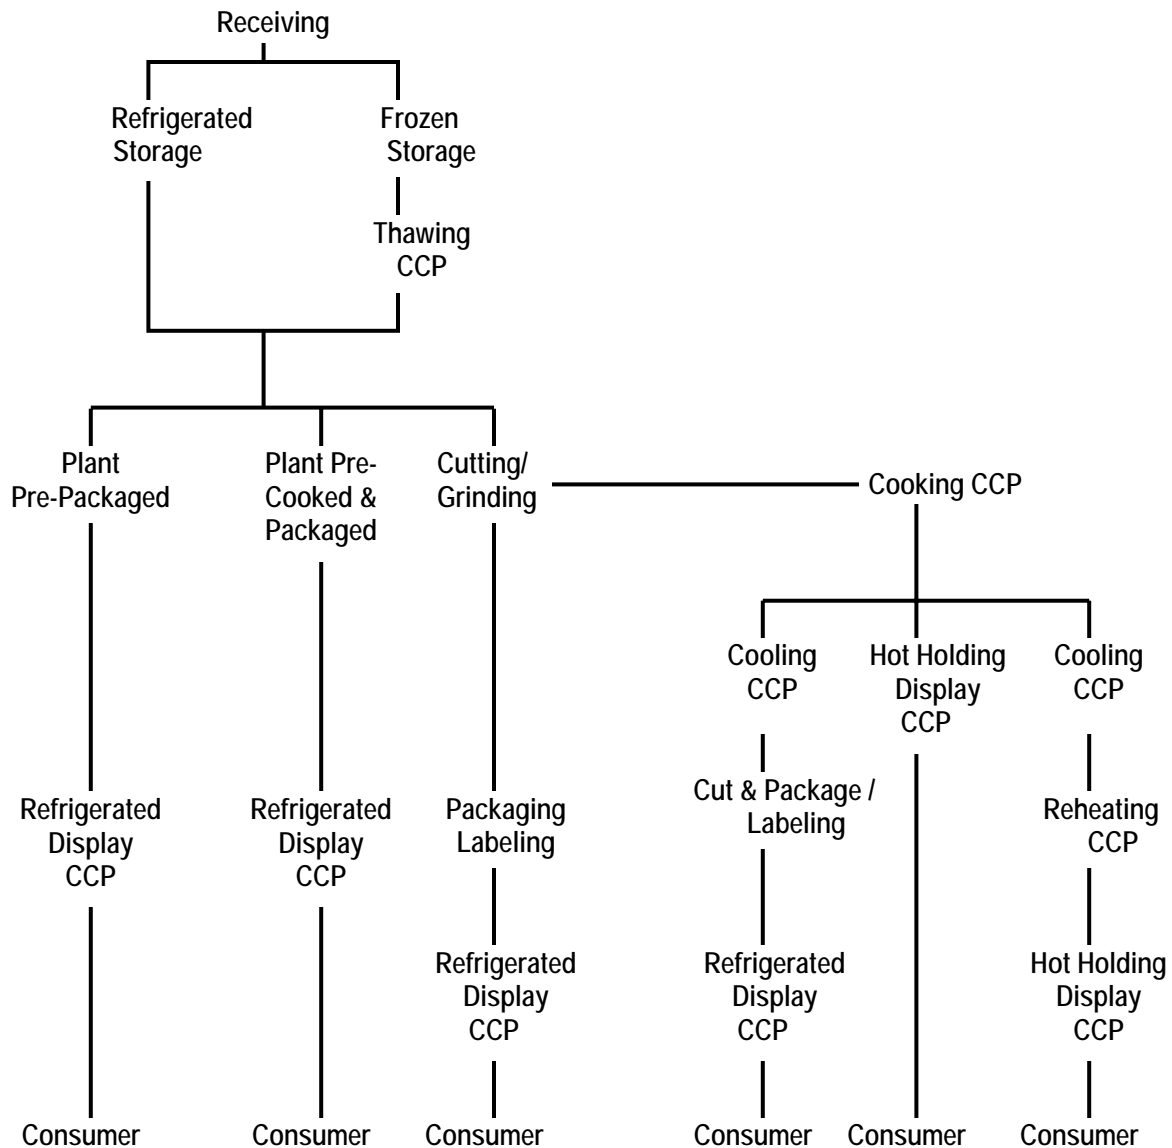 Receiving
Refrigerated
Storage
Frozen
Storage
Thawing
CCP
Plant
Pre-Packaged
Plant Pre-
Cooked &
Packaged
Cutting/
Grinding
Cooking CCP
Cooling
CCP
Hot Holding
Display
CCP
Cooling
CCP
Refrigerated
Display
CCP
Refrigerated
Display
CCP
Packaging
Labeling
Cut & Package /
Labeling
Reheating
CCP
Refrigerated
Display
CCP
Refrigerated
Display
CCP
Hot Holding
Display
CCP
Consumer
Consumer
Consumer
Consumer
Consumer
Consumer